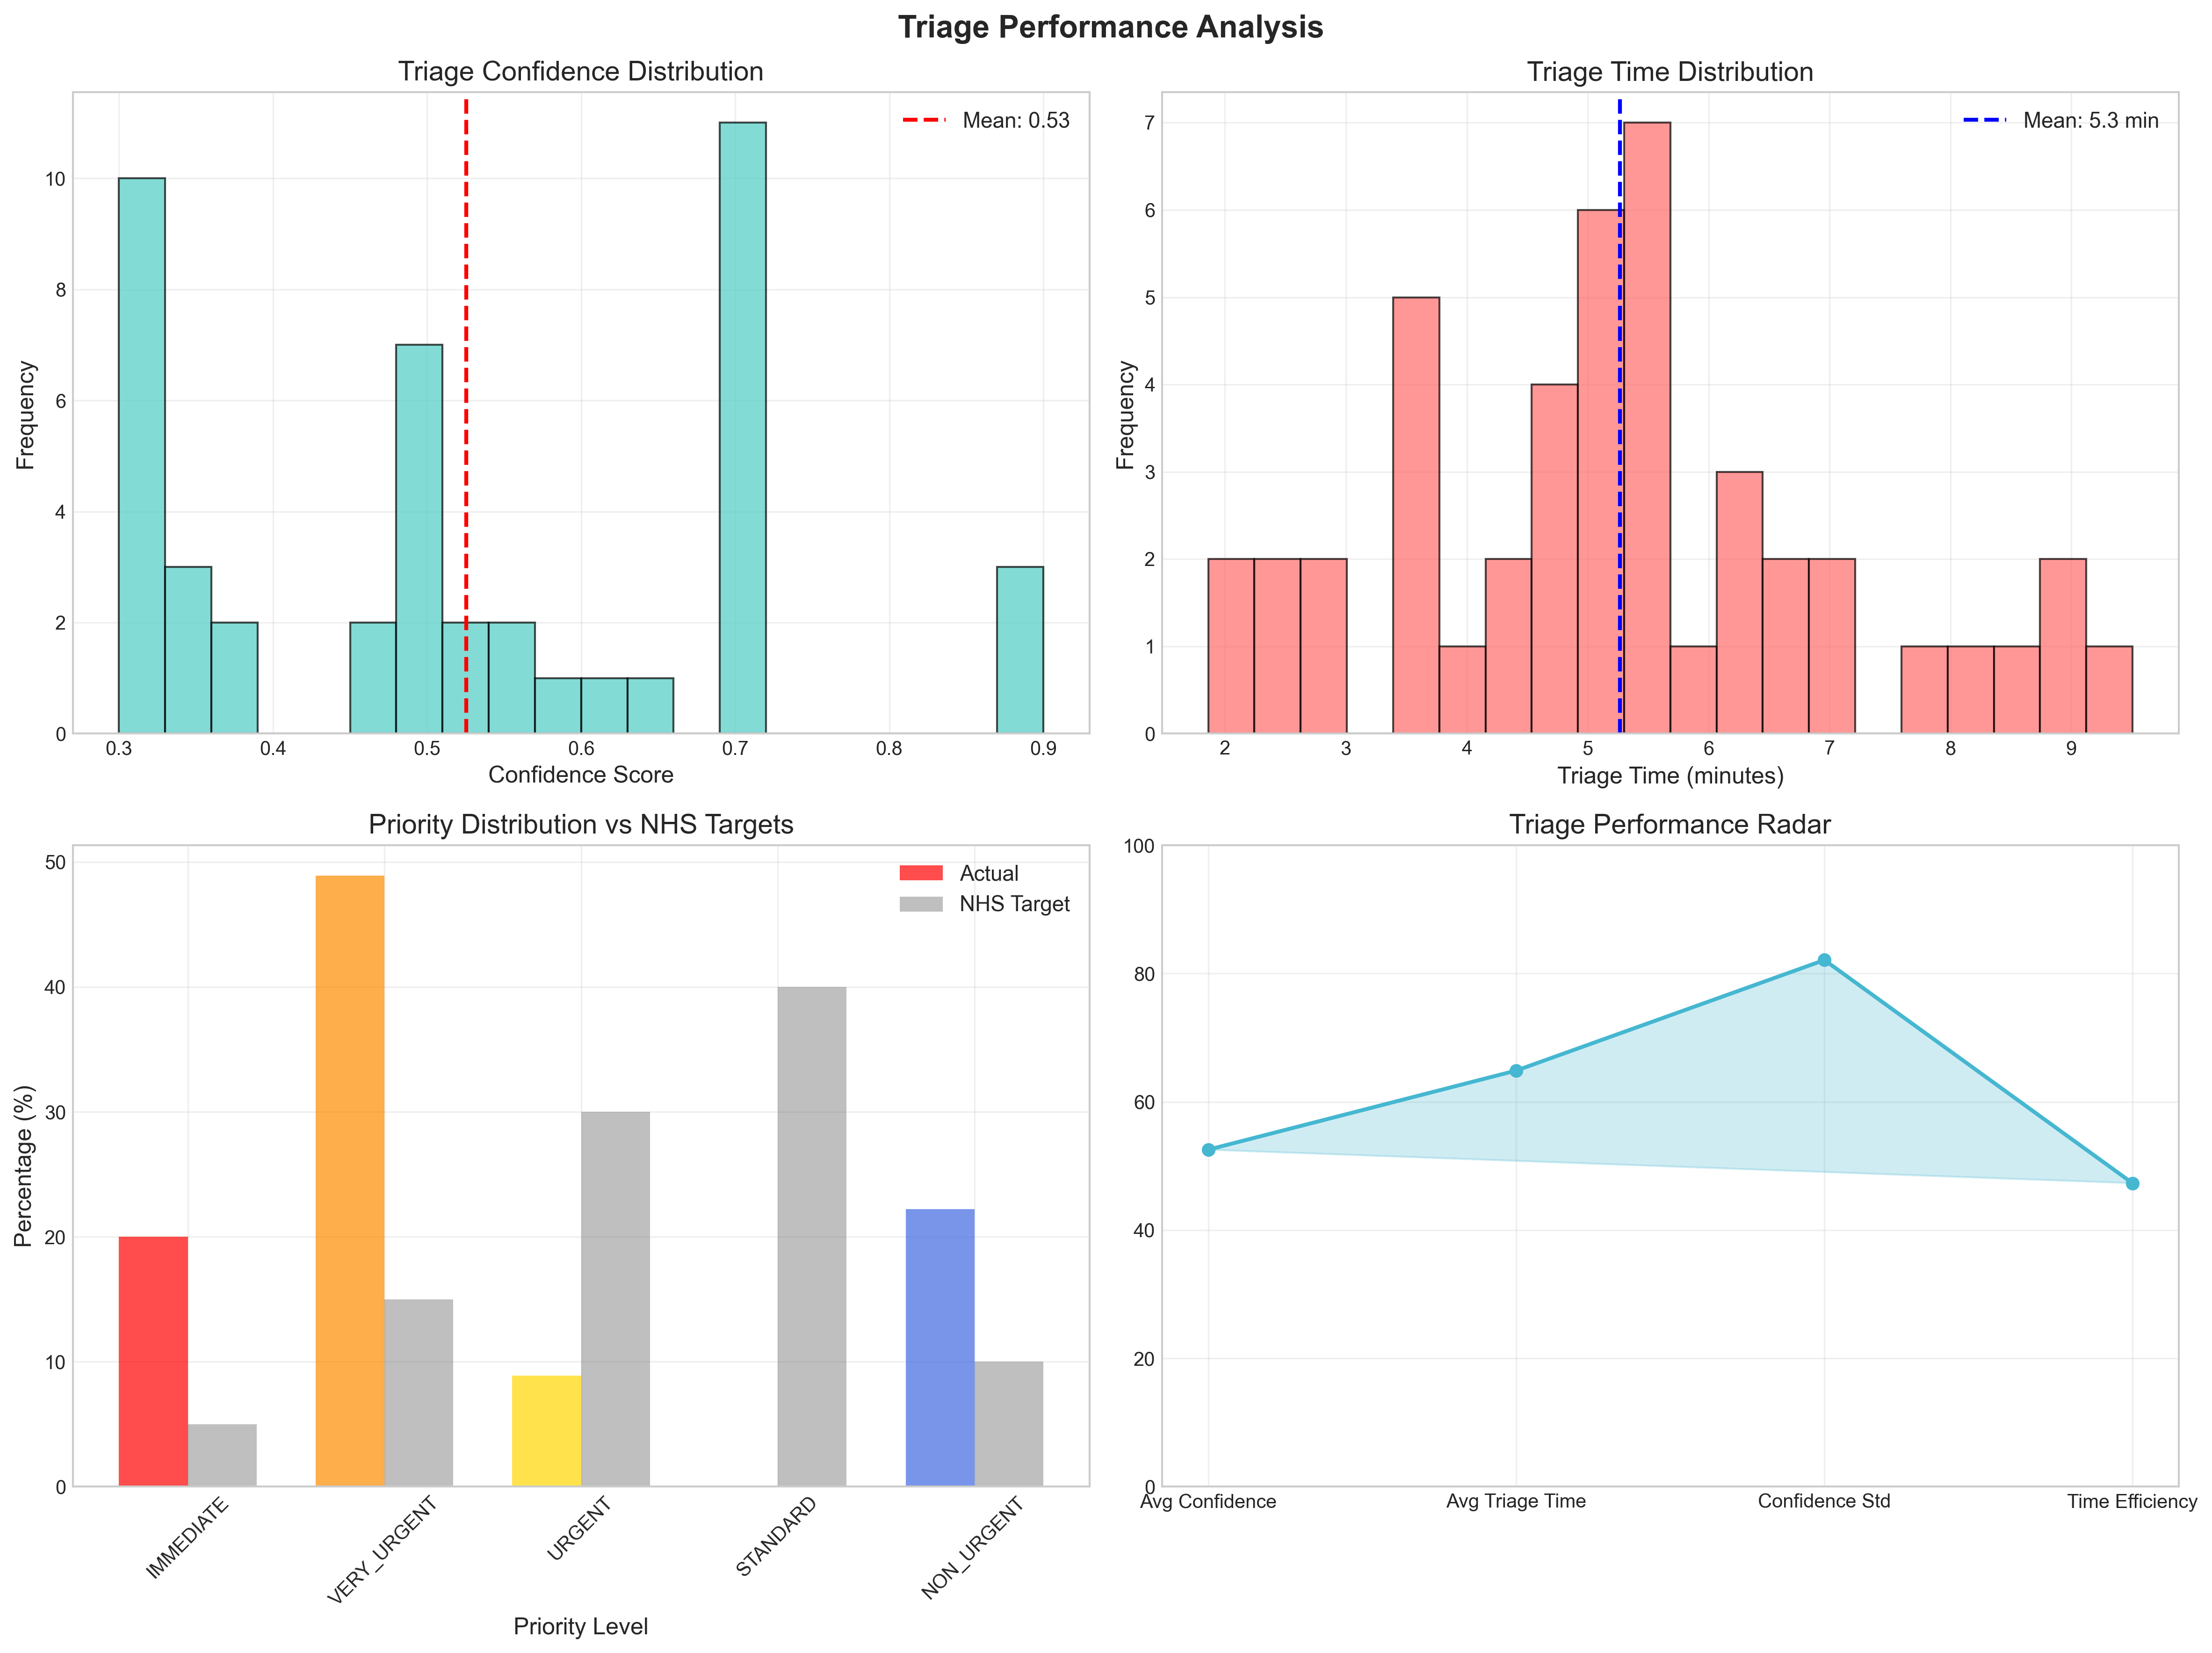 Triage Performance Analysis
Triage Confidence Distribution
Mean: 0.53
Frequency
10
8
6
4
2
0
0.3 0.4 0.5 0.6 0.7 0.8 0.9
Confidence Score
Triage Time Distribution
Mean: 5.3 min
Frequency
7
6
5
4
3
2
1
0
2 3 4 5 6 7 8 9
Triage Time (minutes)
Priority Distribution vs NHS Targets
Actual
NHS Target
Percentage (%)
50
40
30
20
10
0
IMMEDIATE VERY_URGENT URGENT STANDARD NON_URGENT
Priority Level
Triage Performance Radar
100
80
60
40
20
0
Avg Confidence Avg Triage Time Confidence Std Time Efficiency